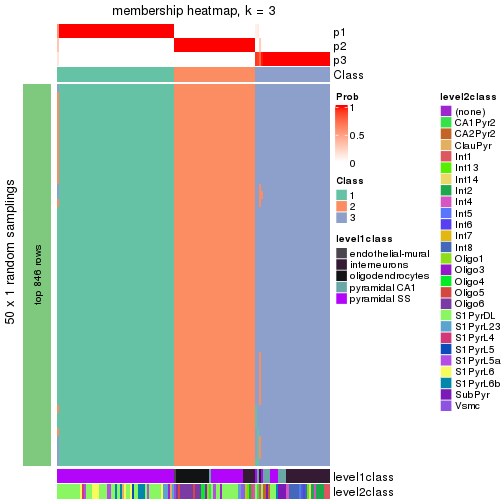 membership heatmap, k = 3
p1
p2
p3
Class
50 x 1 random samplings
top 846 rows
level1class
level2class
Prob
1
0.5
0
Class
1
2
3
level1class
endothelial-mural
interneurons
oligodendrocytes
pyramidal CA1
pyramidal SS
level2class
(none)
CA1Pyr2
CA2Pyr2
ClauPyr
Int1
Int13
Int14
Int2
Int4
Int5
Int6
Int7
Int8
Oligo1
Oligo3
Oligo4
Oligo5
Oligo6
S1PyrDL
S1PyrL23
S1PyrL4
S1PyrL5
S1PyrL5a
S1PyrL6
S1PyrL6b
SubPyr
Vsmc